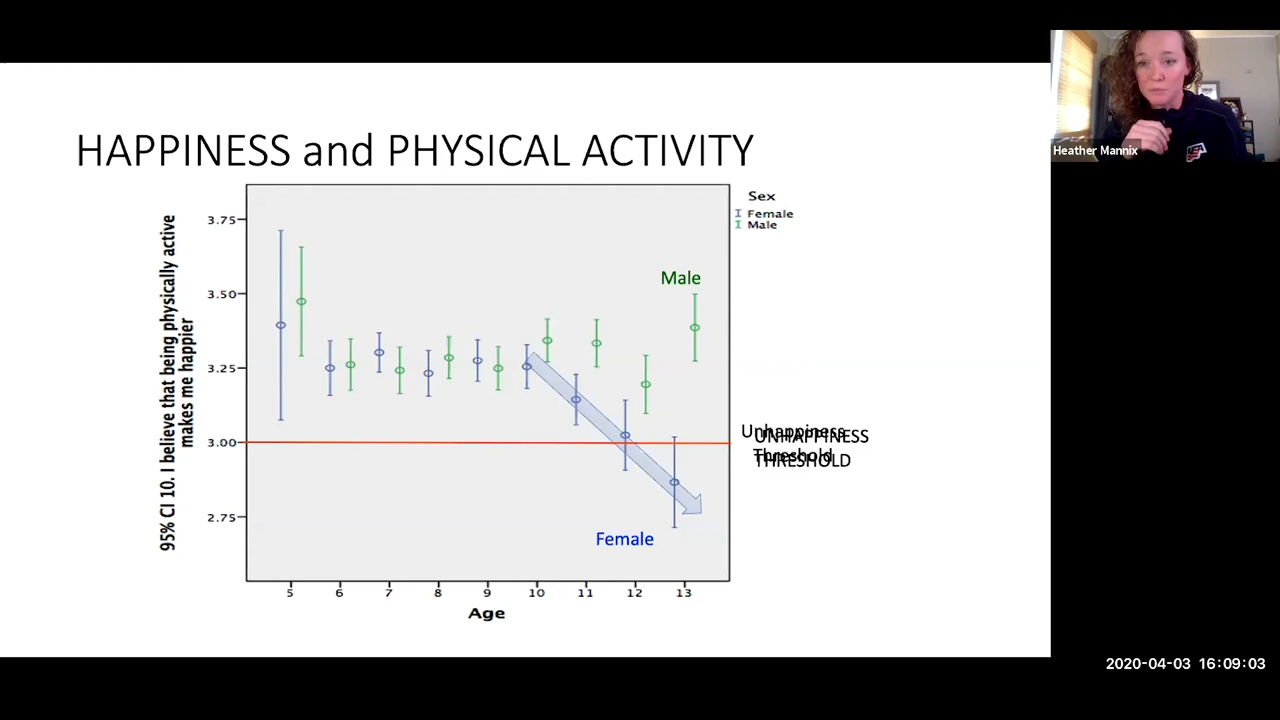 HAPPINESS and PHYSICAL ACTIVITY
95% CI 10. I believe that being physically active
makes me happier
3.75
3.50
3.25
3.00
2.75
Sex
Female
Male
Male
Unhappiness
Threshold
UNHAPPINESS
THRESHOLD
Female
5 6 7 8 9 10 11 12 13
Age
Heather Mannix
2020-04-03 16:09:03